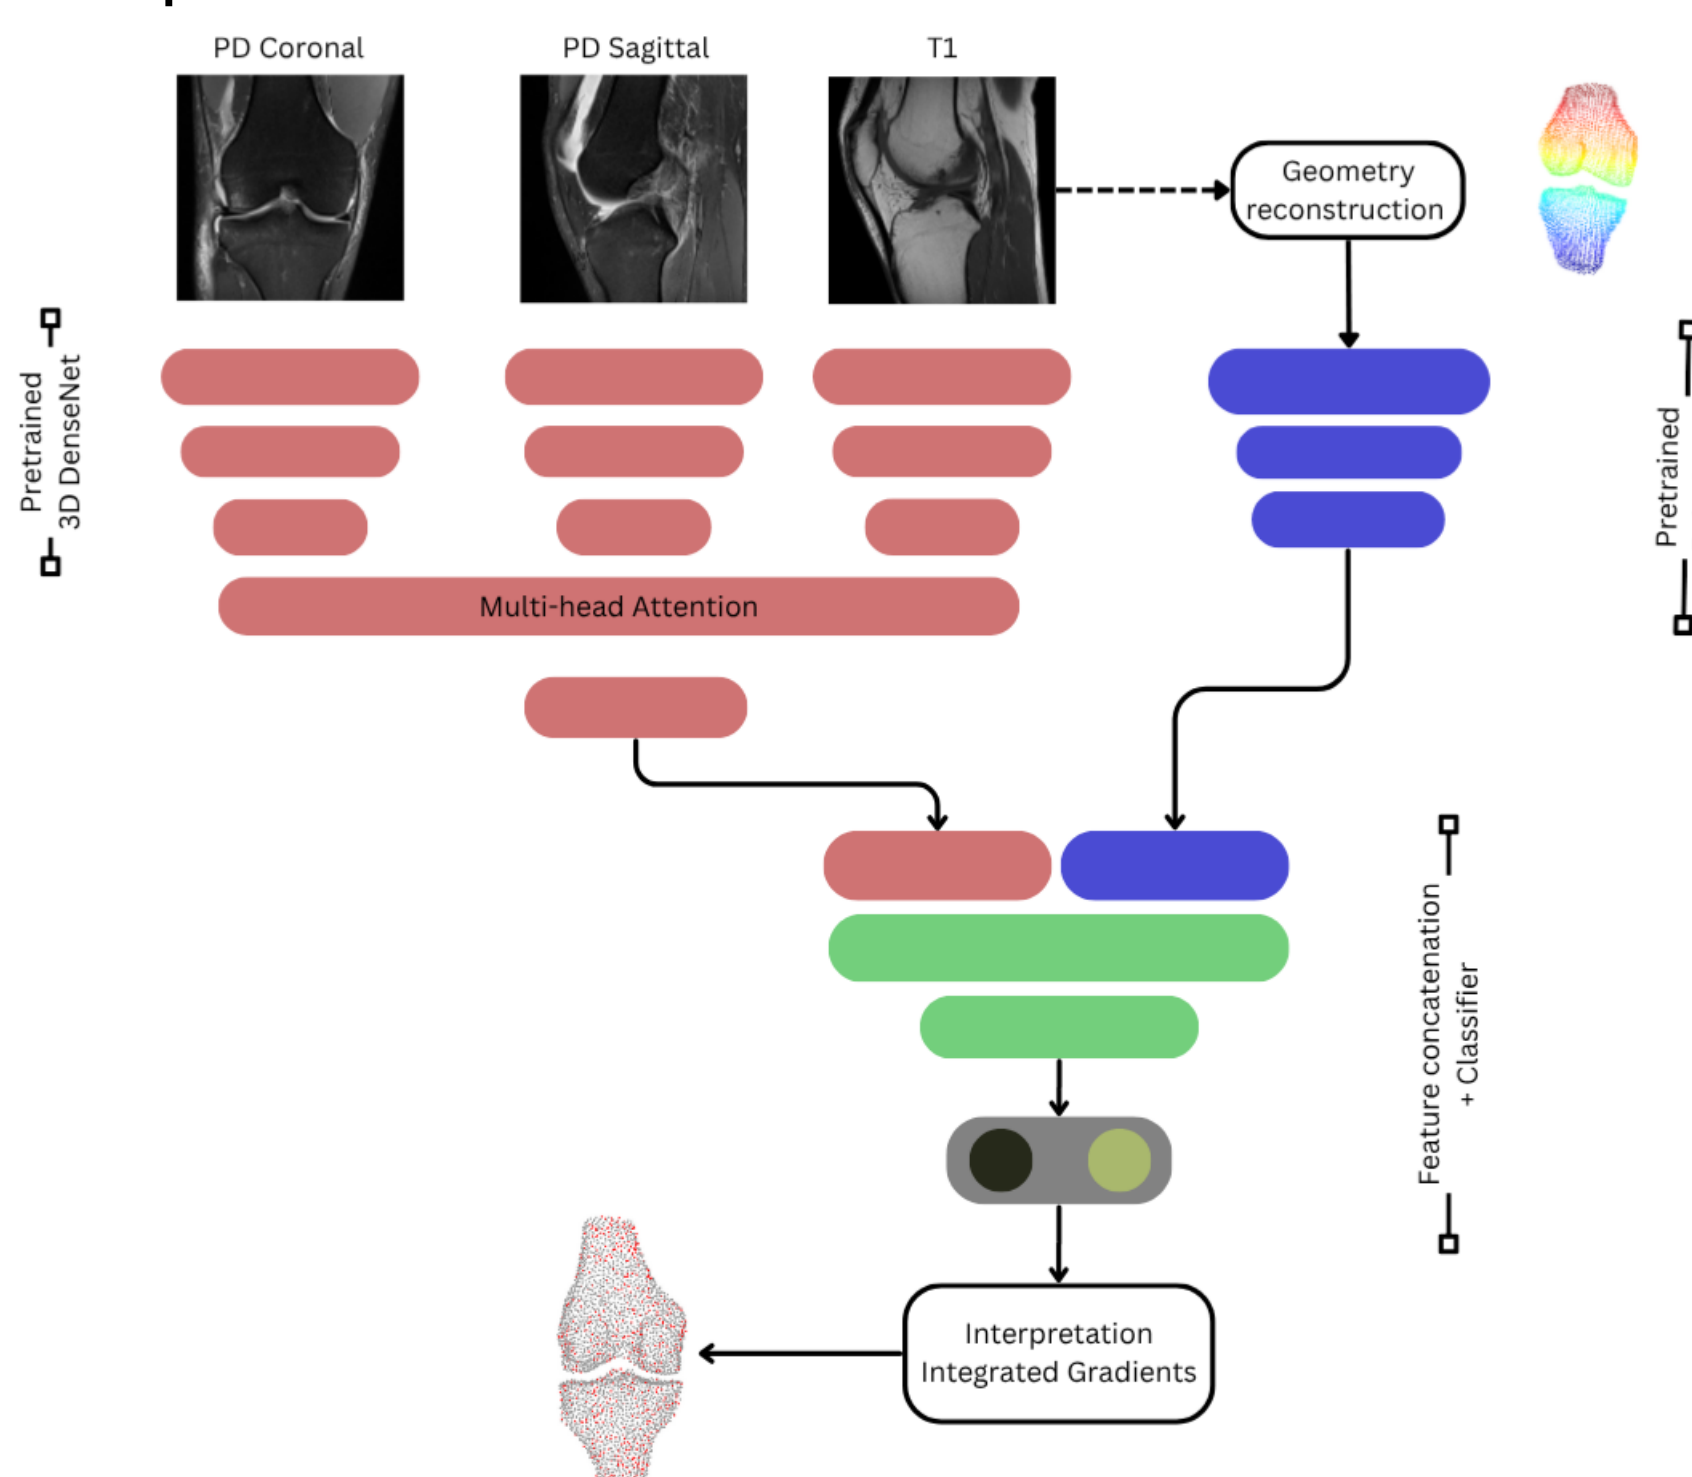 PD Coronal
PD Sagittal
T1
Geometry
reconstruction
Pretrained
3D DenseNet
Pretrained
Multi-head Attention
Feature concatenation
+ Classifier
Interpretation
Integrated Gradients